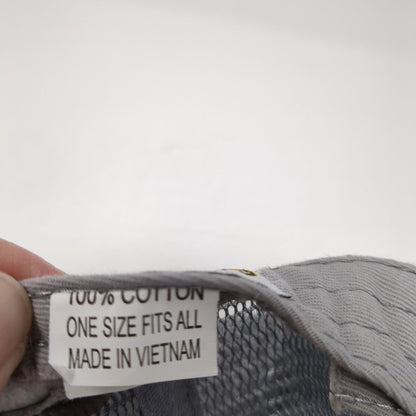 100% COTTON
ONE SIZE FITS ALL
MADE IN VIETNAM